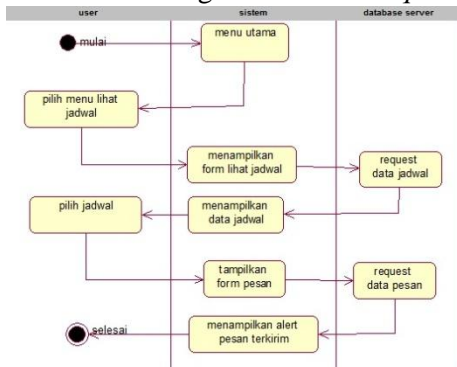 user sistem database server
mulai
menu utama
pilih menu lihat
jadwal
menampilkan
form lihat jadwal
request
data jadwal
pilih jadwal
menampilkan
data jadwal
tampilkan
form pesan
request
data pesan
selesai
menampilkan alert
pesan terkirim